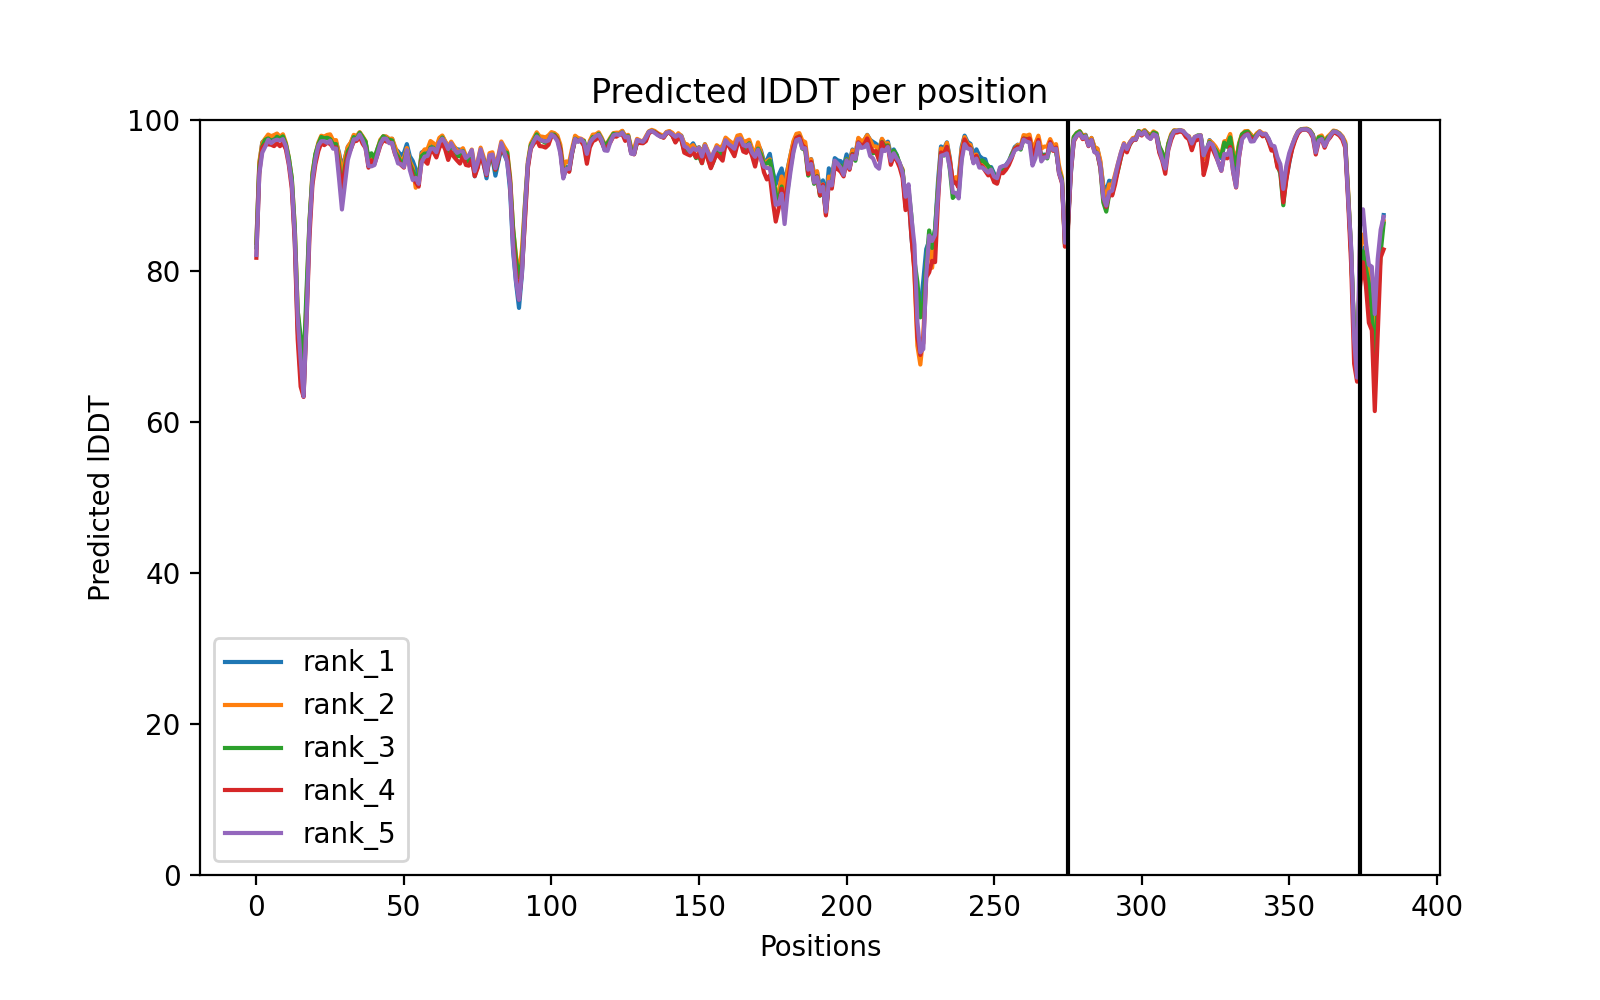 Predicted lDDT per position
100
80
60
40
20
0
Predicted lDDT
rank_1
rank_2
rank_3
rank_4
rank_5
0 50 100 150 200 250 300 350 400
Positions